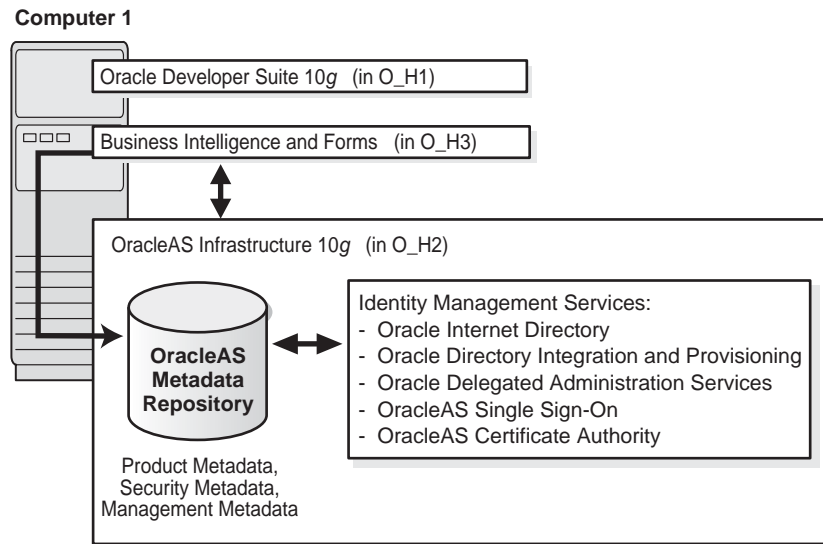 Computer 1
Oracle Developer Suite 10g (in O_H1)
Business Intelligence and Forms (in O_H3)
OracleAS Infrastructure 10g (in O_H2)
OracleAS
Metadata
Repository
Product Metadata,
Security Metadata,
Management Metadata
Identity Management Services:
- Oracle Internet Directory
- Oracle Directory Integration and Provisioning
- Oracle Delegated Administration Services
- OracleAS Single Sign-On
- OracleAS Certificate Authority